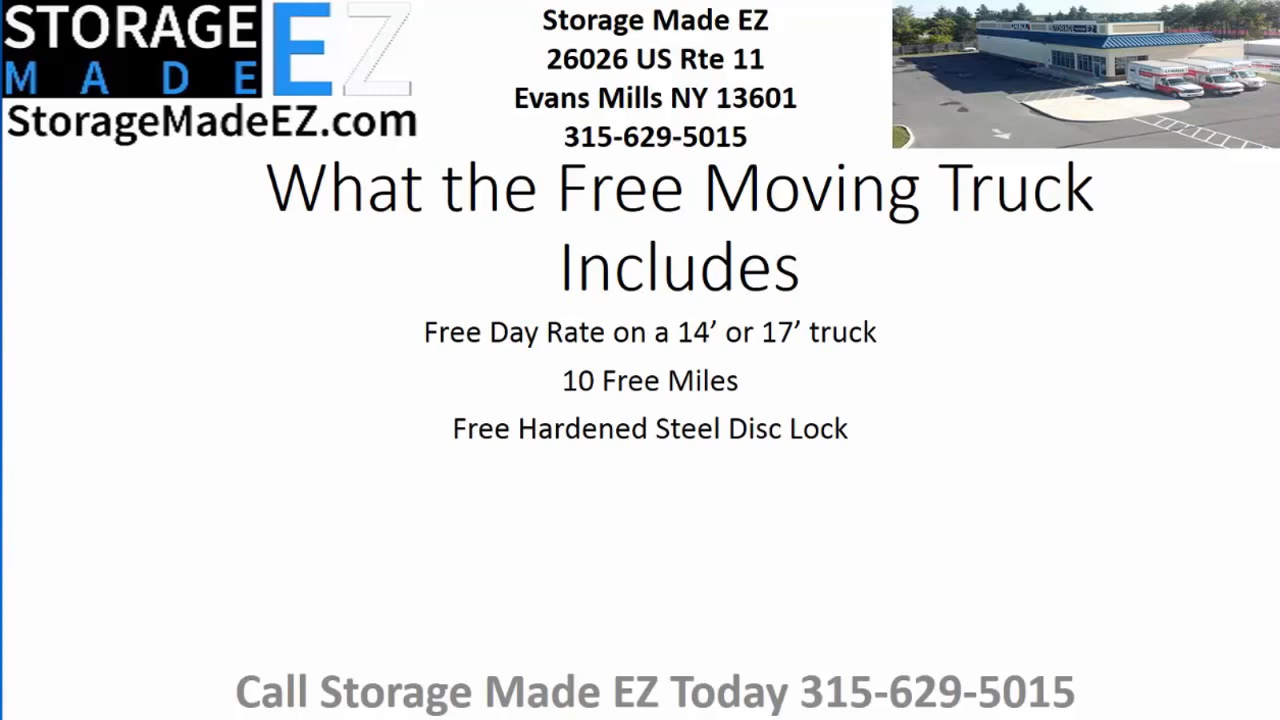 STORAGE
MADE
EZ
StorageMadeEZ.com
Storage Made EZ
26026 US Rte 11
Evans Mills NY 13601
315-629-5015
What the Free Moving Truck
Includes
Free Day Rate on a 14’ or 17’ truck
10 Free Miles
Free Hardened Steel Disc Lock
Call Storage Made EZ Today 315-629-5015